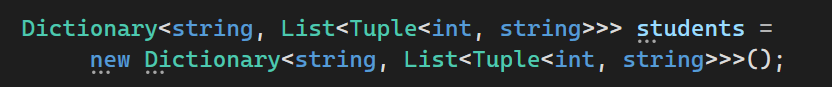 Dictionary<string, List<Tuple<int, string>>> students =
new Dictionary<string, List<Tuple<int, string>>>();